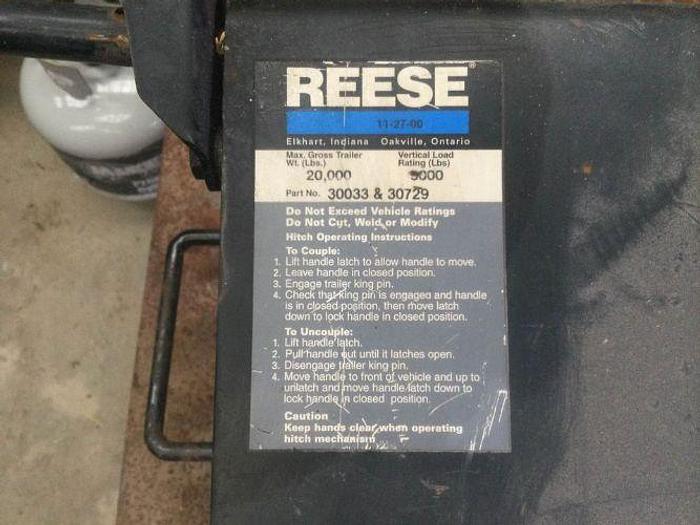 REESE®
11-27-00
Elkhart, Indiana Oakville, Ontario
Max. Gross Trailer Vertical Load
Wt. (Lbs.) Rating (Lbs)
20,000 5000
Part No. 30033 & 30729
Do Not Exceed Vehicle Ratings
Do Not Cut, Weld or Modify
Hitch Operating Instructions
To Couple:
1. Lift handle latch to allow handle to move.
2. Leave handle in closed position.
3. Engage trailer king pin.
4. Check that king pin is engaged and handle
is in closed position, then move latch
down to lock handle in closed position.
To Uncouple:
1. Lift handle latch.
2. Pull handle out until it latches open.
3. Disengage trailer king pin.
4. Move handle to front of vehicle and up to
unlatch and move handle latch down to
lock handle in closed position.
Caution
Keep hands clear when operating
hitch mechanism